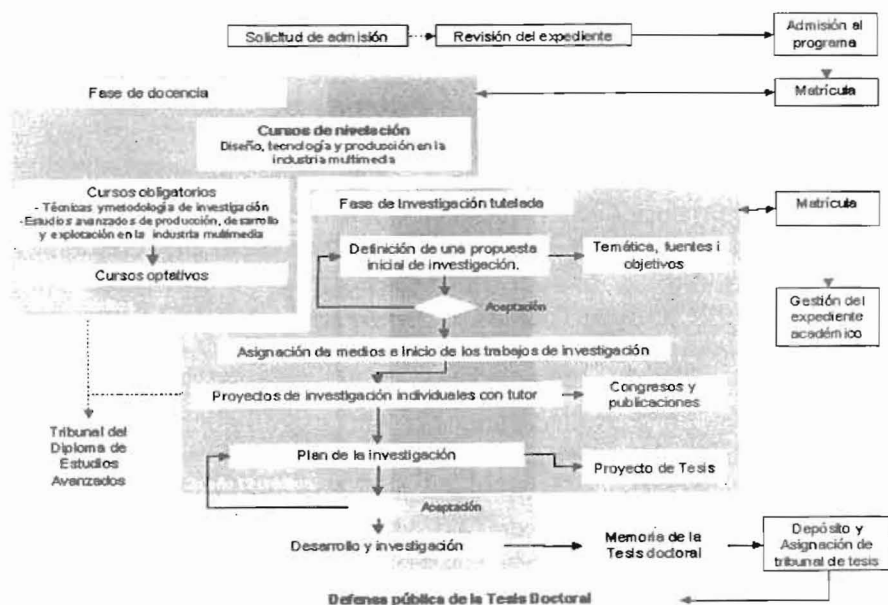 Solicitud de admisión
Revisión del expediente
Admisión al
programa
Fase de docencia
Matrícula
Cursos de nivelación
Diseño, tecnología y producción en la
industria multimedia
Cursos obligatorios
- Técnicas ymetodología de investigación
-Estudios avanzados de producción, desarrollo
y explotación en la industria multimedia
Cursos optativos
Fase de Investigación tutelada
Matrícula
Definición de una propuesta
inicial de investigación.
Temática, fuentes i
objetivos
Aceptación
Gestión del
expediente
académico
Asignación de medios e Inicio de los trabajos de investigación
Proyectos de investigación individuales con tutor
Congresos y
publicaciones
Tribunal del
Diploma de
Estudios
Avanzados
Plan de la investigación
Proyecto de Tesis
Aceptación
Desarrollo y investigación
Memoria de la
Tesis doctoral
Depósito y
Asignación de
tribunal de tesis
Defensa pública de la Tesis Doctoral